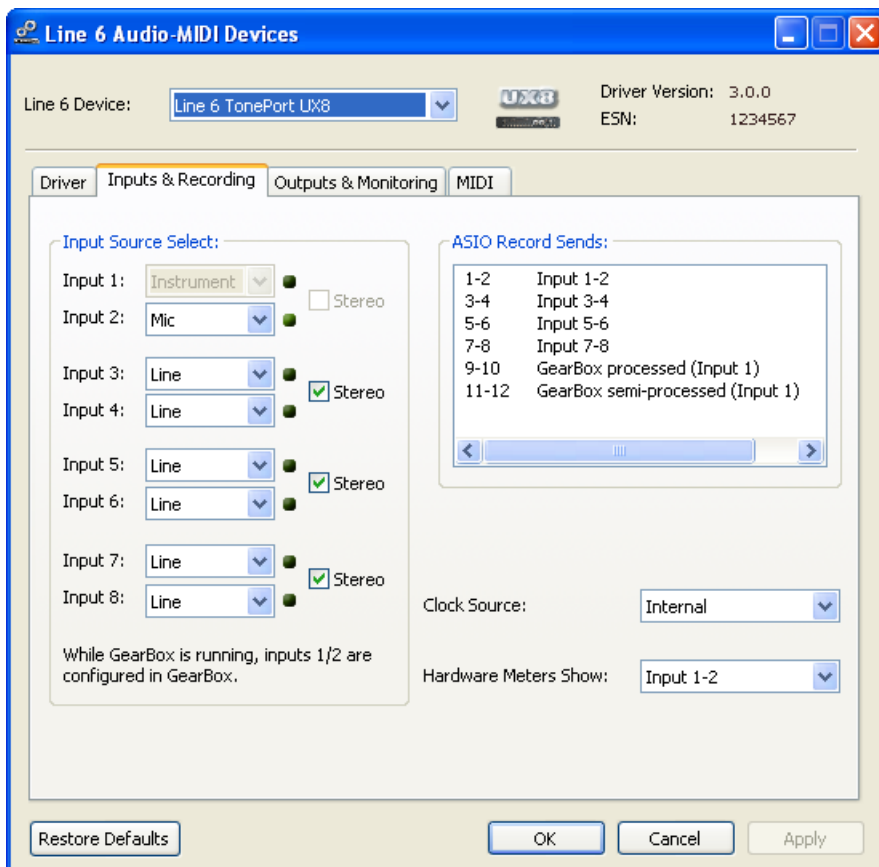 Line 6 Audio-MIDI Devices
Line 6 Device:
Line 6 TonePort UX8
UX8
Driver Version: 3.0.0
ESN: 1234567
Driver
Inputs & Recording
Outputs & Monitoring
MIDI
Input Source Select:
Input 1: Instrument
Stereo
Input 2: Mic
Input 3: Line
Stereo
Input 4: Line
Input 5: Line
Stereo
Input 6: Line
Input 7: Line
Stereo
Input 8: Line
While GearBox is running, inputs 1/2 are
configured in GearBox.
ASIO Record Sends:
1-2 Input 1-2
3-4 Input 3-4
5-6 Input 5-6
7-8 Input 7-8
9-10 GearBox processed (Input 1)
11-12 GearBox semi-processed (Input 1)
Clock Source: Internal
Hardware Meters Show: Input 1-2
Restore Defaults
OK
Cancel
Apply